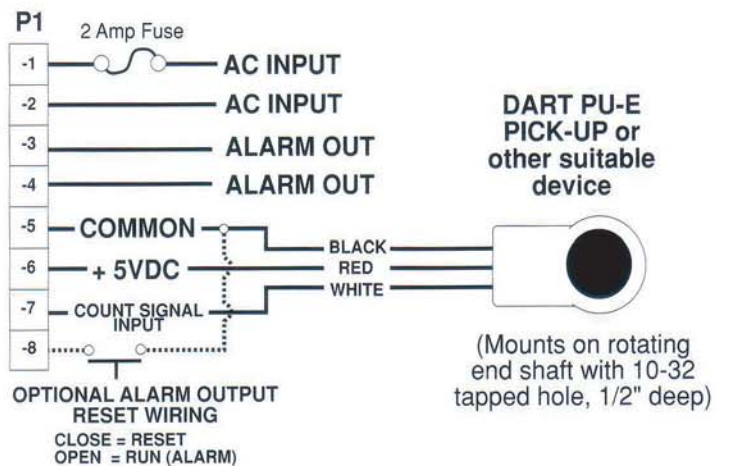 P1
2 Amp Fuse
-1 AC INPUT
-2 AC INPUT
-3 ALARM OUT
-4 ALARM OUT
-5 COMMON
-6 + 5VDC
-7 COUNT SIGNAL
INPUT
-8
BLACK
RED
WHITE
DART PU-E
PICK-UP or
other suitable
device
(Mounts on rotating
end shaft with 10-32
tapped hole, 1/2" deep)
OPTIONAL ALARM OUTPUT
RESET WIRING
CLOSE = RESET
OPEN = RUN (ALARM)